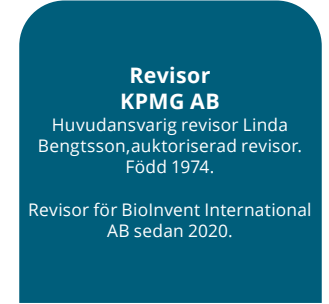 Revisor
KPMG AB
Huvudansvarig revisor Linda
Bengtsson,auktoriserad revisor.
Född 1974.
Revisor för BioInvent International
AB sedan 2020.